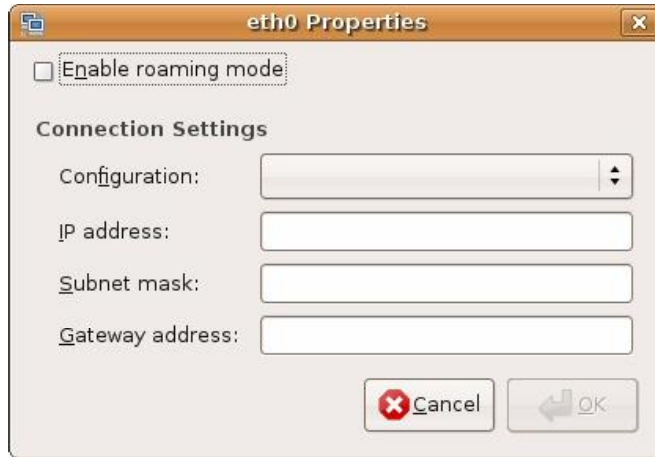 eth0 Properties
Enable roaming mode
Connection Settings
Configuration:
IP address:
Subnet mask:
Gateway address:
Cancel OK